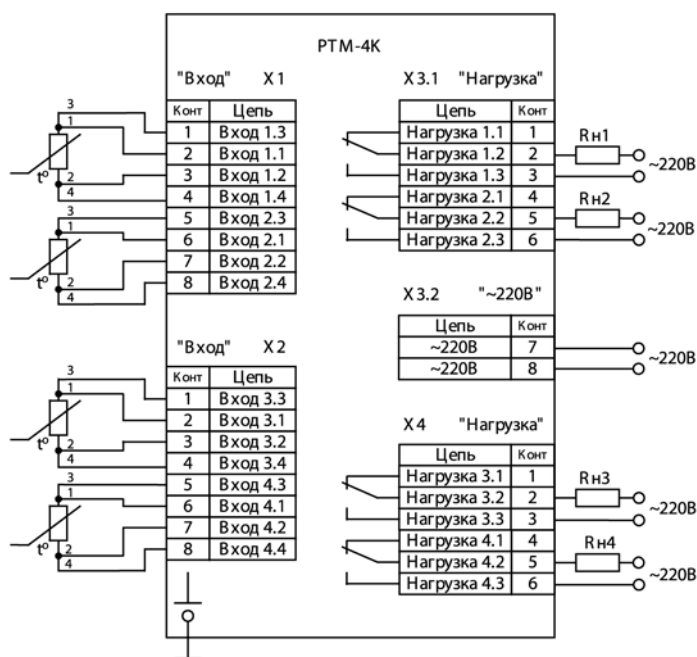 РТМ-4К
"Вход" X1
Конт Цепь
1 Вход 1.3
2 Вход 1.1
3 Вход 1.2
4 Вход 1.4
5 Вход 2.3
6 Вход 2.1
7 Вход 2.2
8 Вход 2.4
3
1
2
4
t°
3
1
2
4
t°
"Вход" X2
Конт Цепь
1 Вход 3.3
2 Вход 3.1
3 Вход 3.2
4 Вход 3.4
5 Вход 4.3
6 Вход 4.1
7 Вход 4.2
8 Вход 4.4
3
1
2
4
t°
3
1
2
4
t°
X3.1 "Нагрузка"
Цепь Конт
Нагрузка 1.1 1
Нагрузка 1.2 2
Нагрузка 1.3 3
Нагрузка 2.1 4
Нагрузка 2.2 5
Нагрузка 2.3 6
Rн1
~220В
Rн2
~220В
X3.2 "~220В"
Цепь Конт
~220В 7
~220В 8
~220В
X4 "Нагрузка"
Цепь Конт
Нагрузка 3.1 1
Нагрузка 3.2 2
Нагрузка 3.3 3
Нагрузка 4.1 4
Нагрузка 4.2 5
Нагрузка 4.3 6
Rн3
~220В
Rн4
~220В